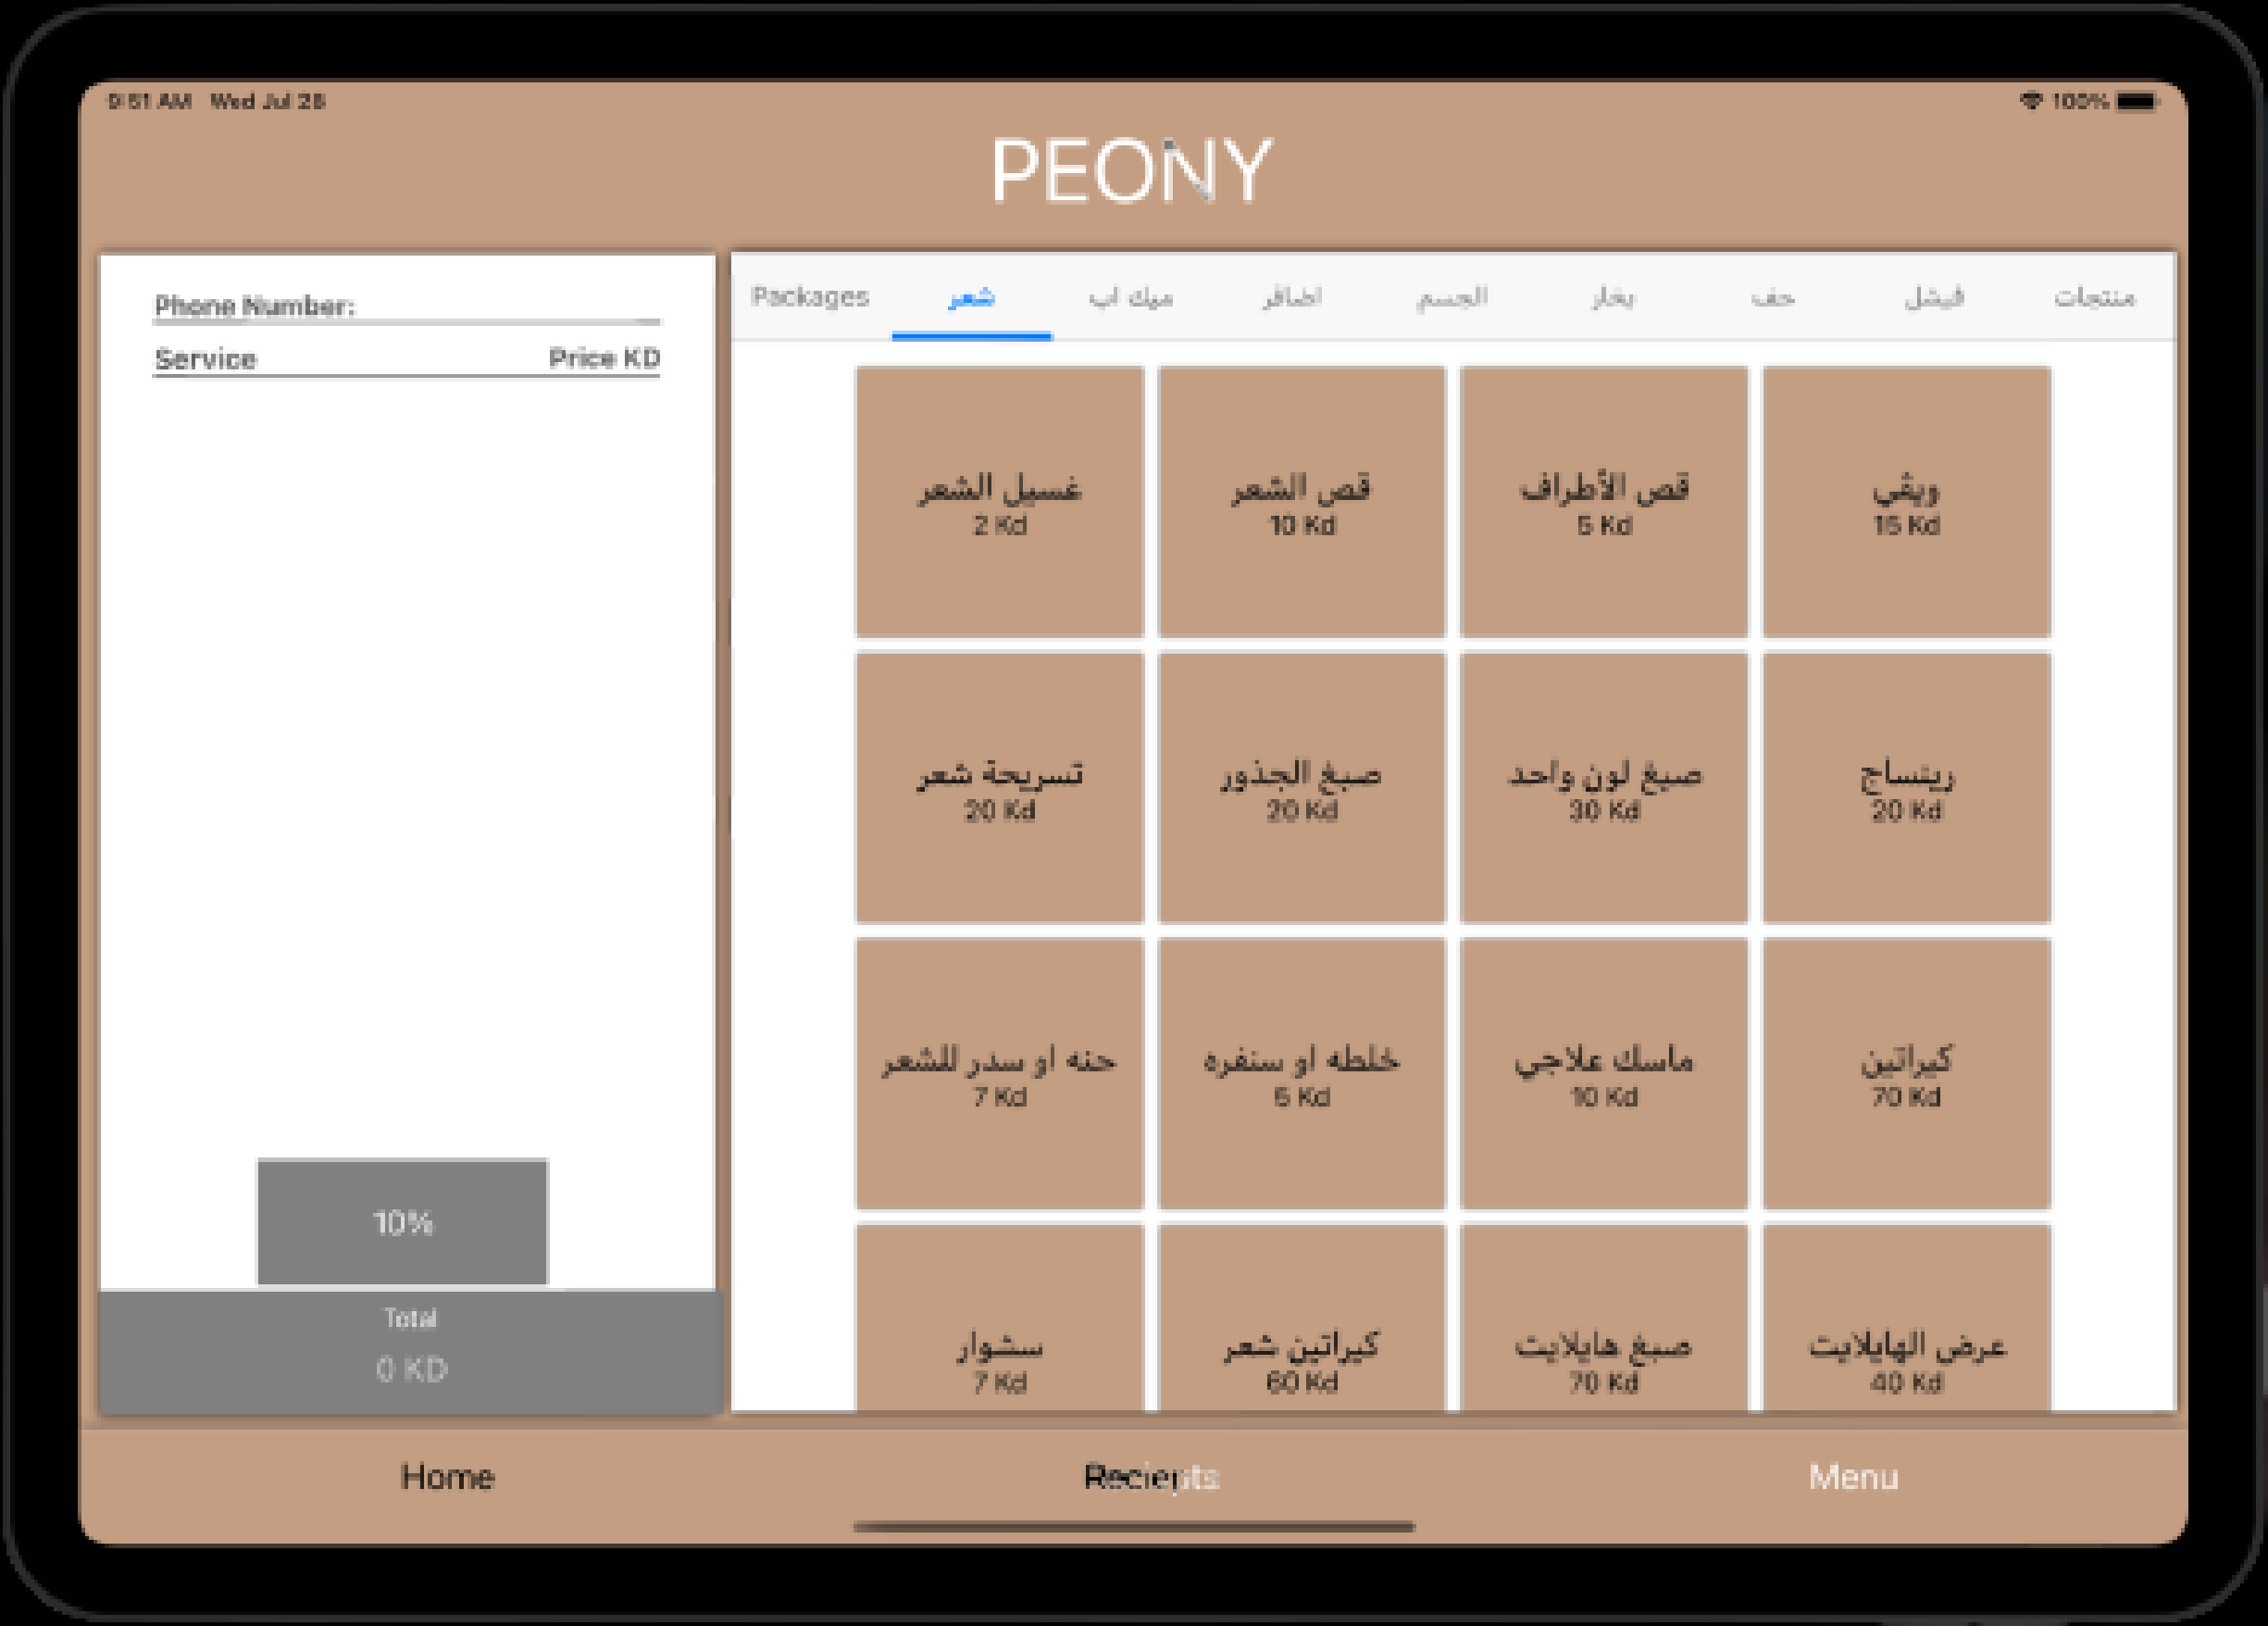 9:51 AM Wed Jul 28
100%
PEONY
Phone Number:
Service Price KD
10%
Total
0 KD
Packages شعر ميك اب اضافر الجسم بخار حف فيشل منتجات
غسيل الشعر
2 Kd
قص الشعر
10 Kd
قص الأطراف
5 Kd
ويفي
15 Kd
تسريحة شعر
20 Kd
صبغ الجذور
20 Kd
صبغ لون واحد
30 Kd
رينساج
20 Kd
حنه او سدر للشعر
7 Kd
خلطه او سنفره
5 Kd
ماسك علاجي
10 Kd
كيراتين
70 Kd
سشوار
7 Kd
كيراتين شعر
60 Kd
صبغ هايلايت
70 Kd
عرض الهايلايت
40 Kd
Home
Reciepts
Menu